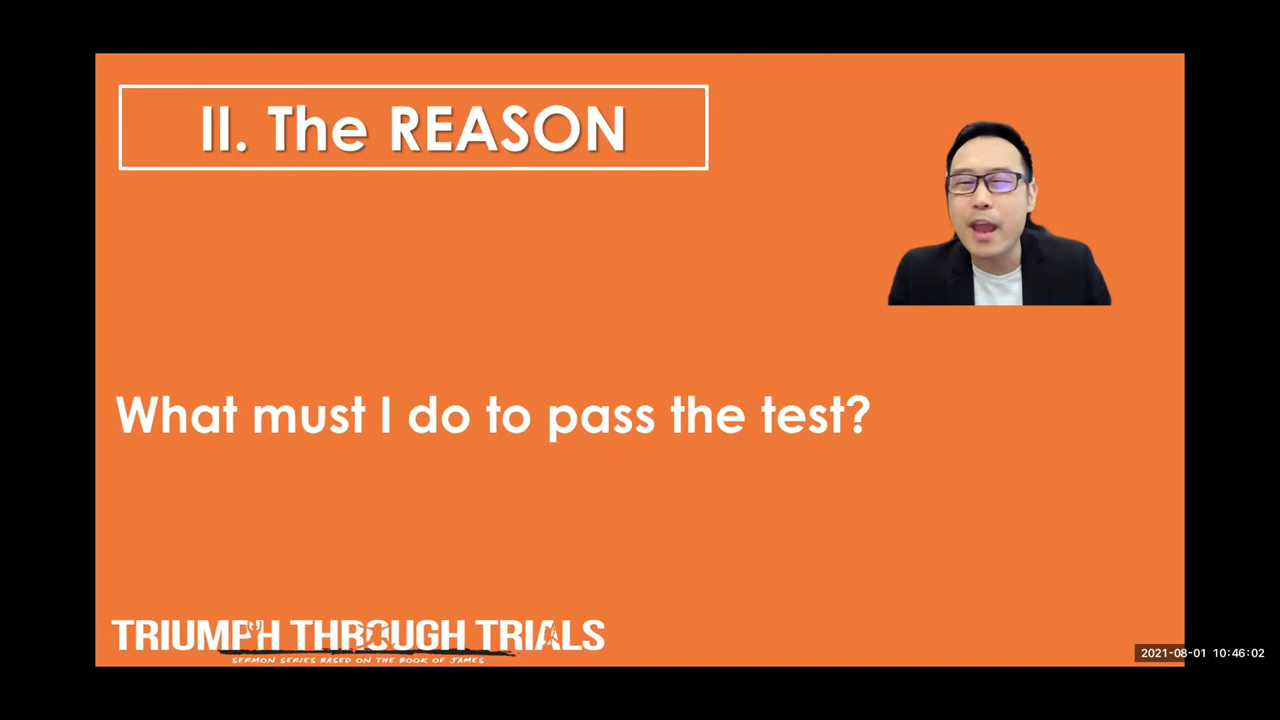 II. The REASON
What must I do to pass the test?
TRIUMPH THROUGH TRIALS
SERMON SERIES BASED ON THE BOOK OF JAMES
2021-08-01 10:46:02